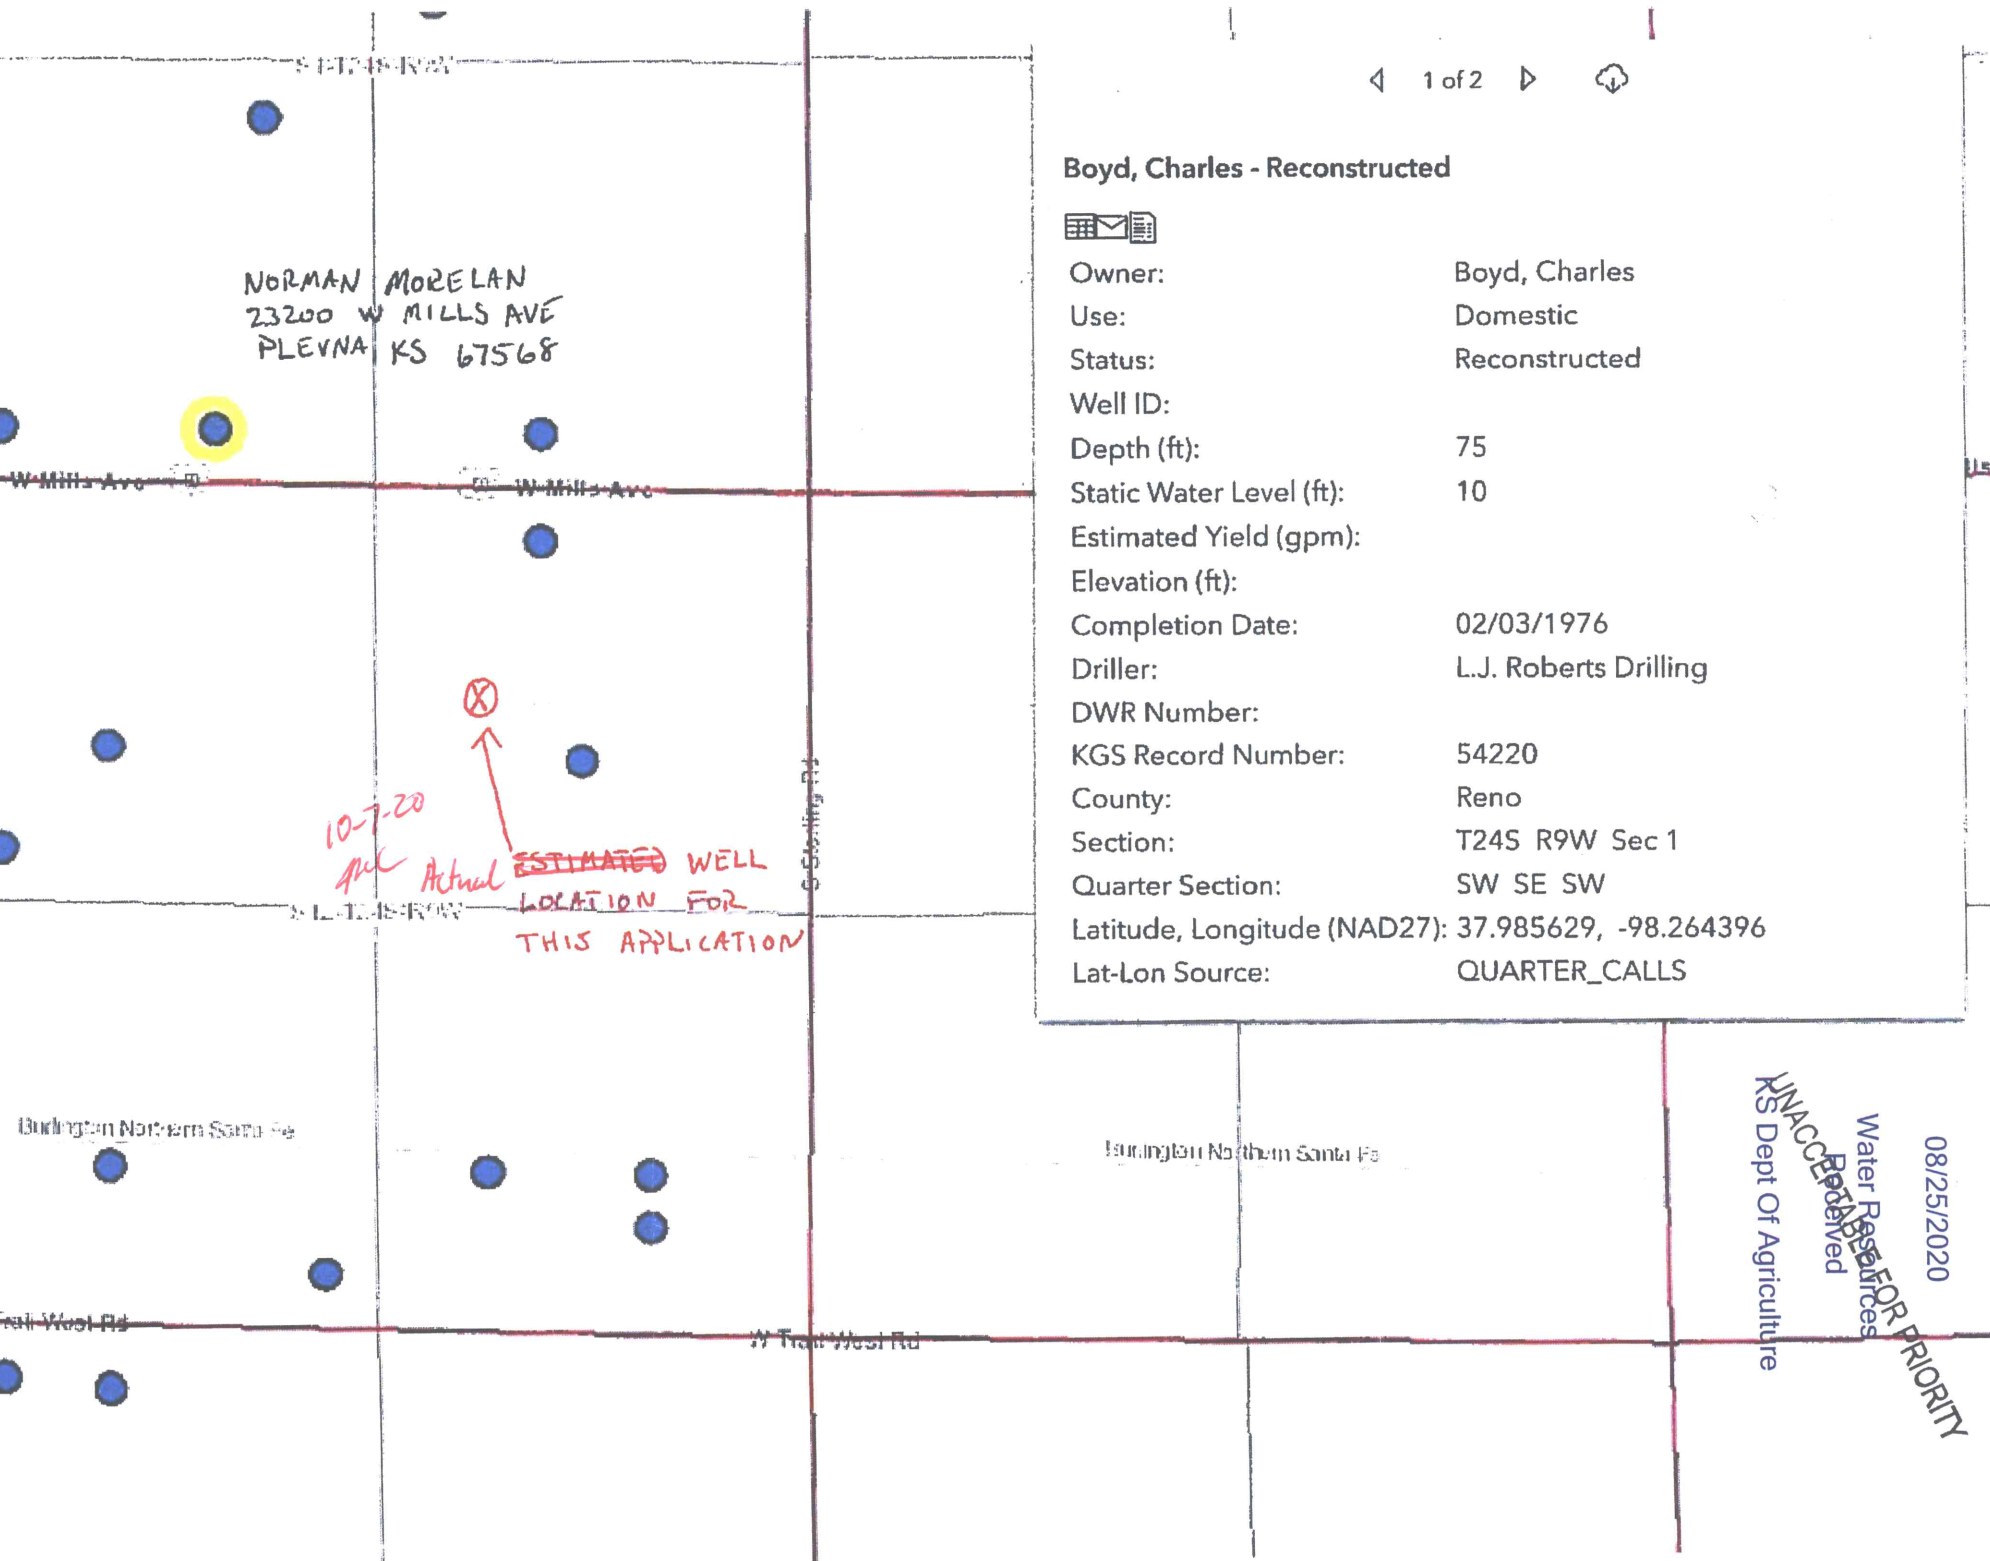 1 of 2
Boyd, Charles - Reconstructed
Owner: Boyd, Charles
Use: Domestic
Status: Reconstructed
Well ID:
Depth (ft): 75
Static Water Level (ft): 10
Estimated Yield (gpm):
Elevation (ft):
Completion Date: 02/03/1976
Driller: L.J. Roberts Drilling
DWR Number:
KGS Record Number: 54220
County: Reno
Section: T24S R9W Sec 1
Quarter Section: SW SE SW
Latitude, Longitude (NAD27): 37.985629, -98.264396
Lat-Lon Source: QUARTER_CALLS
NORMAN MORELAN
23200 W MILLS AVE
PLEVNA KS 67568
W Mills Ave
W Mills Ave
X
10-7-20
Actual ESTIMATED WELL
LOCATION FOR
THIS APPLICATION
S Sterling Rd
Burlington Northern Santa Fe
Burlington Northern Santa Fe
Trail West Rd
W Trail West Rd
08/25/2020
Water Resources
Received
KS Dept Of Agriculture
UNACCEPTABLE FOR PRIORITY